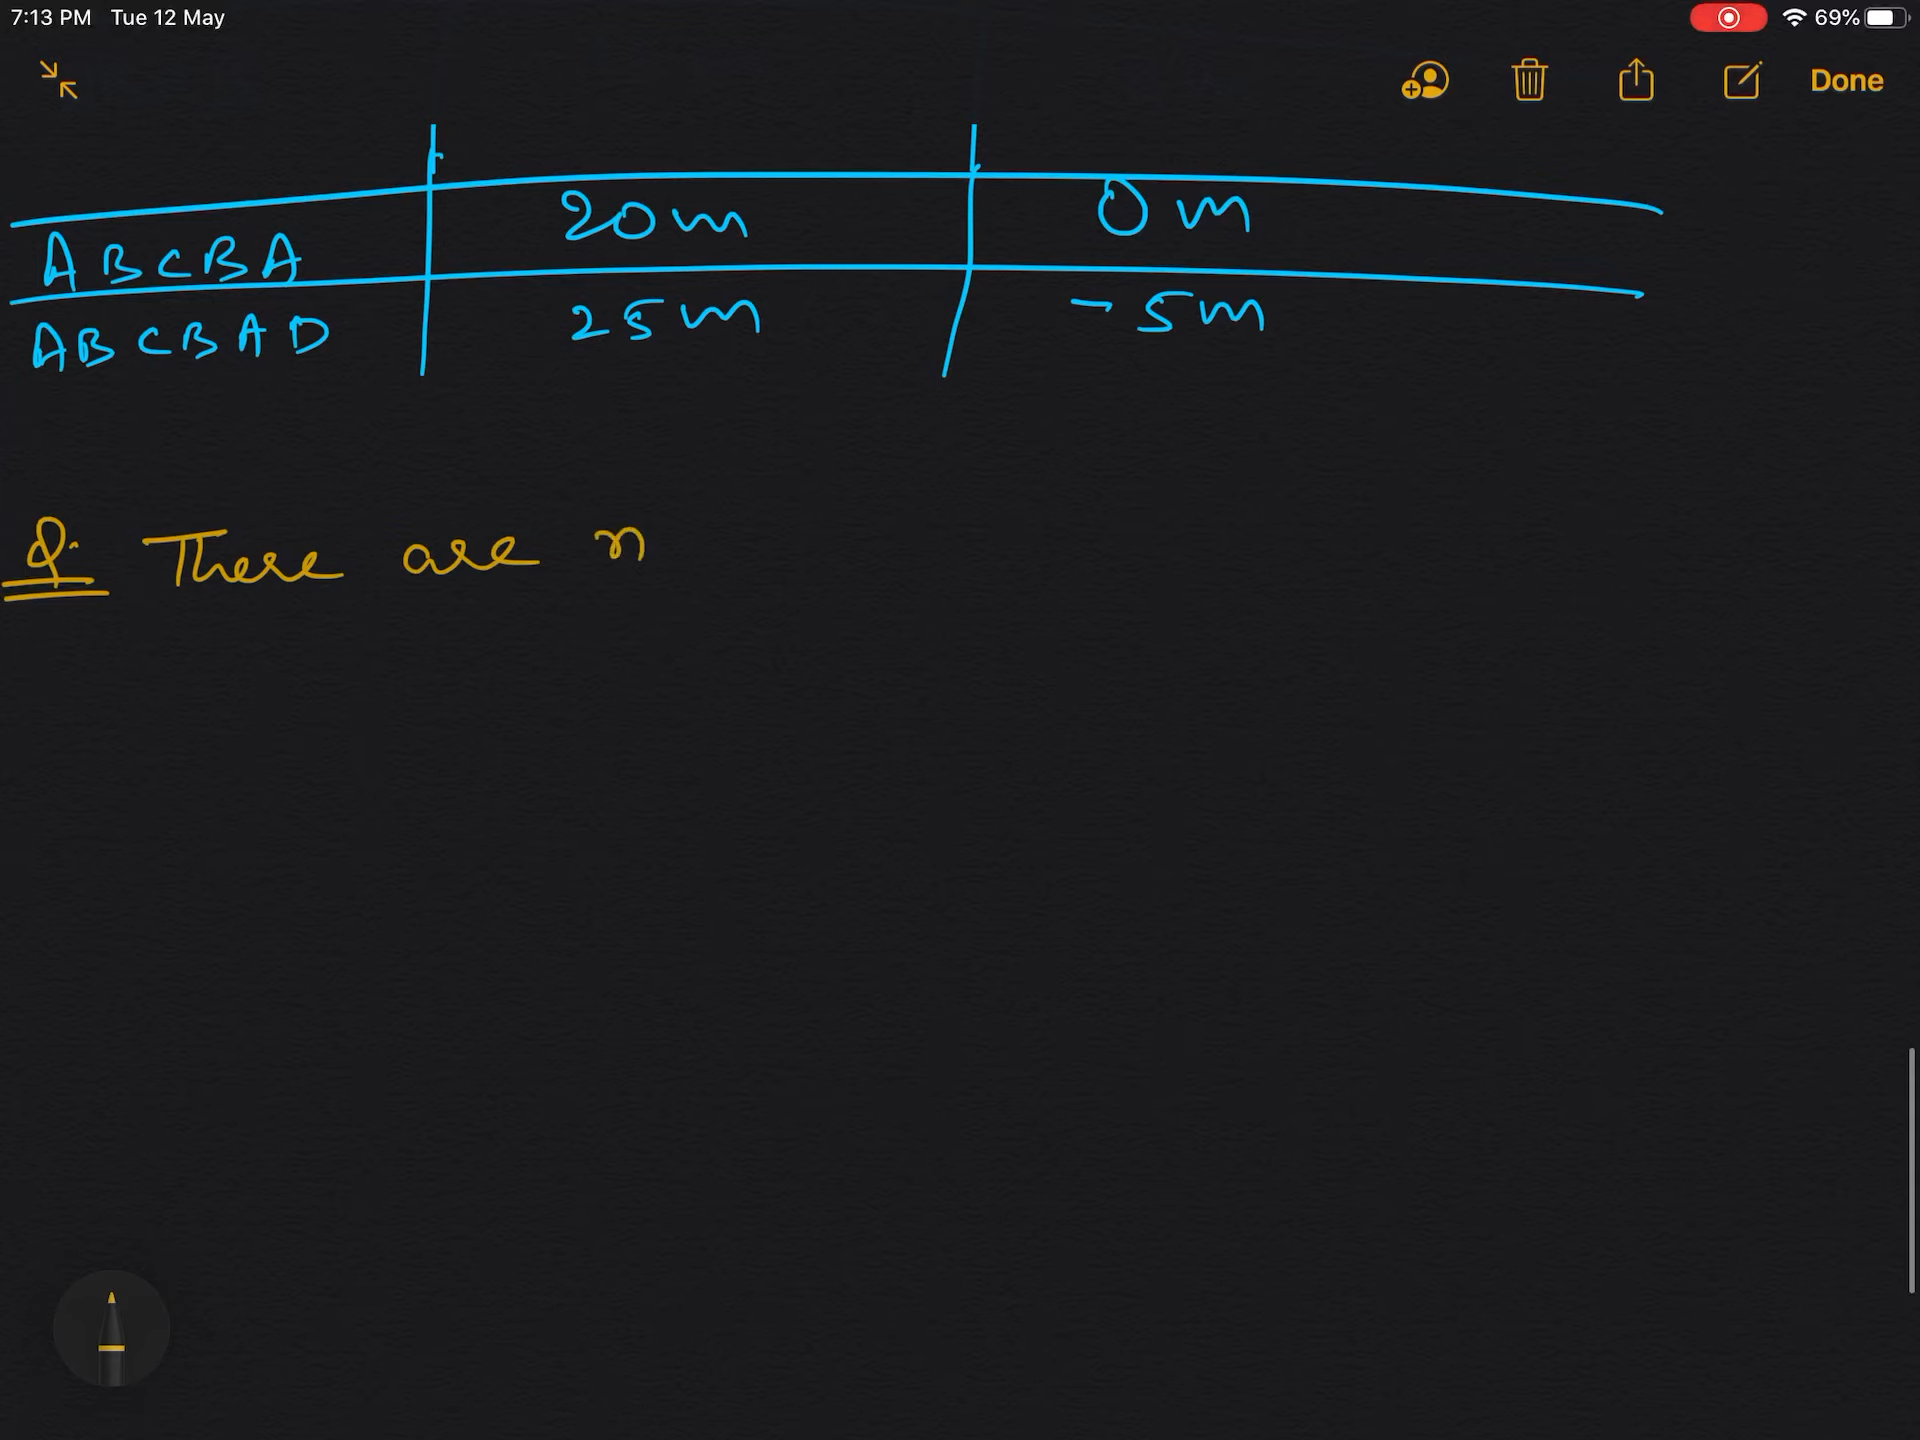 7:13 PM Tue 12 May 69%
Done
ABCBA 20m 0m
ABCBAD 25m -5m
Q. There are n